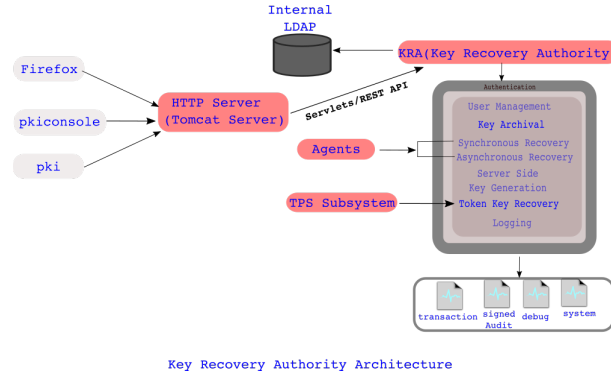 Internal
LDAP
KRA(Key Recovery Authority
Firefox
HTTP Server
(Tomcat Server)
Servlets/REST API
pkiconsole
pki
Authentication
User Management
Key Archival
Agents
Synchronous Recovery
Asynchronous Recovery
Server Side
Key Generation
TPS Subsystem
Token Key Recovery
Logging
transaction
signed
Audit
debug
system
Key Recovery Authority Architecture